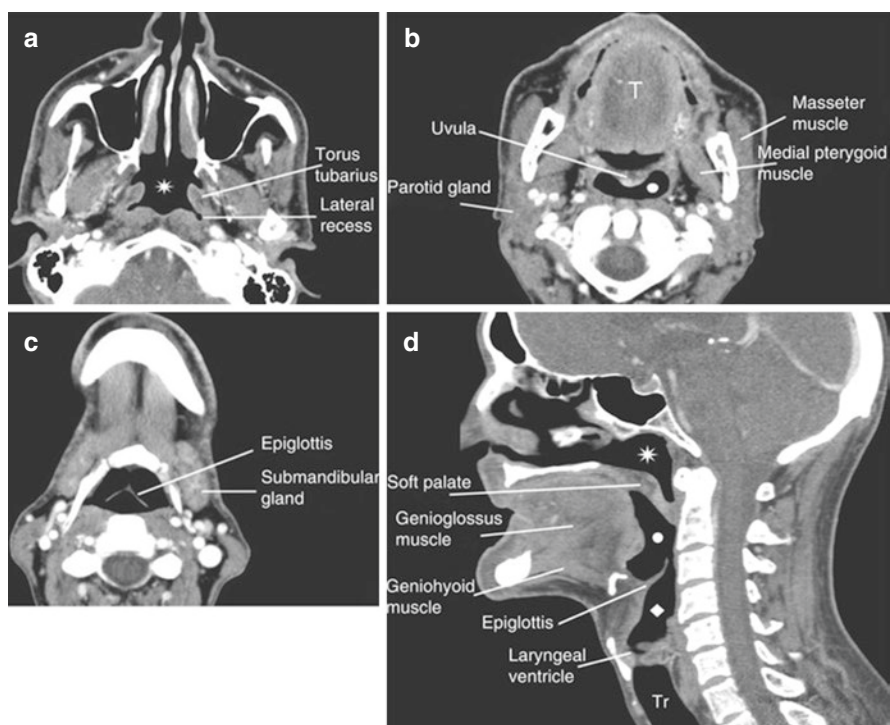 a
Torus
tubarius
Lateral
recess
b
T
Uvula
Masseter
muscle
Medial pterygoid
muscle
Parotid gland
c
Epiglottis
Submandibular
gland
d
Soft palate
Genioglossus
muscle
Geniohyoid
muscle
Epiglottis
Laryngeal
ventricle
Tr